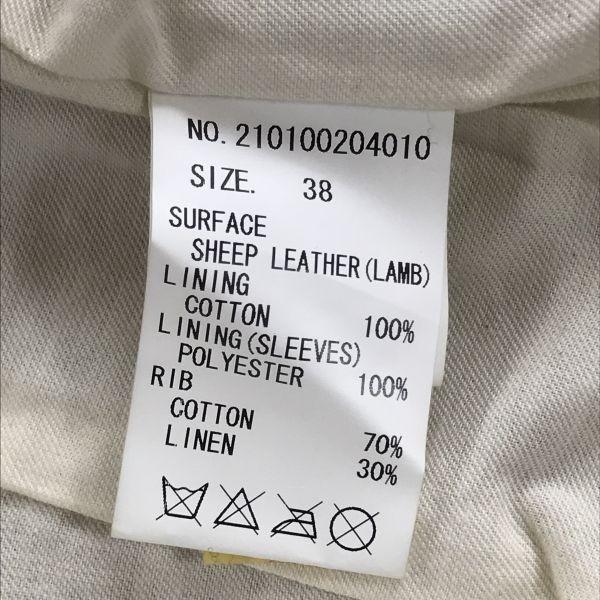 NO. 210100204010
SIZE. 38
SURFACE
SHEEP LEATHER(LAMB)
LINING
COTTON 100%
LINING(SLEEVES)
POLYESTER 100%
RIB
COTTON 70%
LINEN 30%